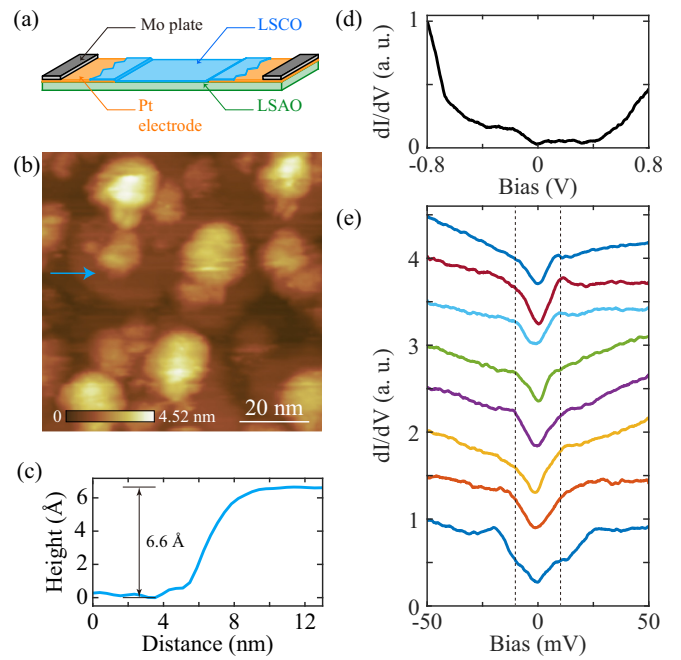 (a)
Mo plate
LSCO
Pt
electrode
LSAO
(b)
0
4.52 nm
20 nm
(c)
Height (Å)
6
4
2
0
6.6 Å
0
4
8
12
Distance (nm)
(d)
dI/dV (a. u.)
1
0
-0.8
0
0.8
Bias (V)
(e)
dI/dV (a. u.)
4
3
2
1
0
-50
0
50
Bias (mV)